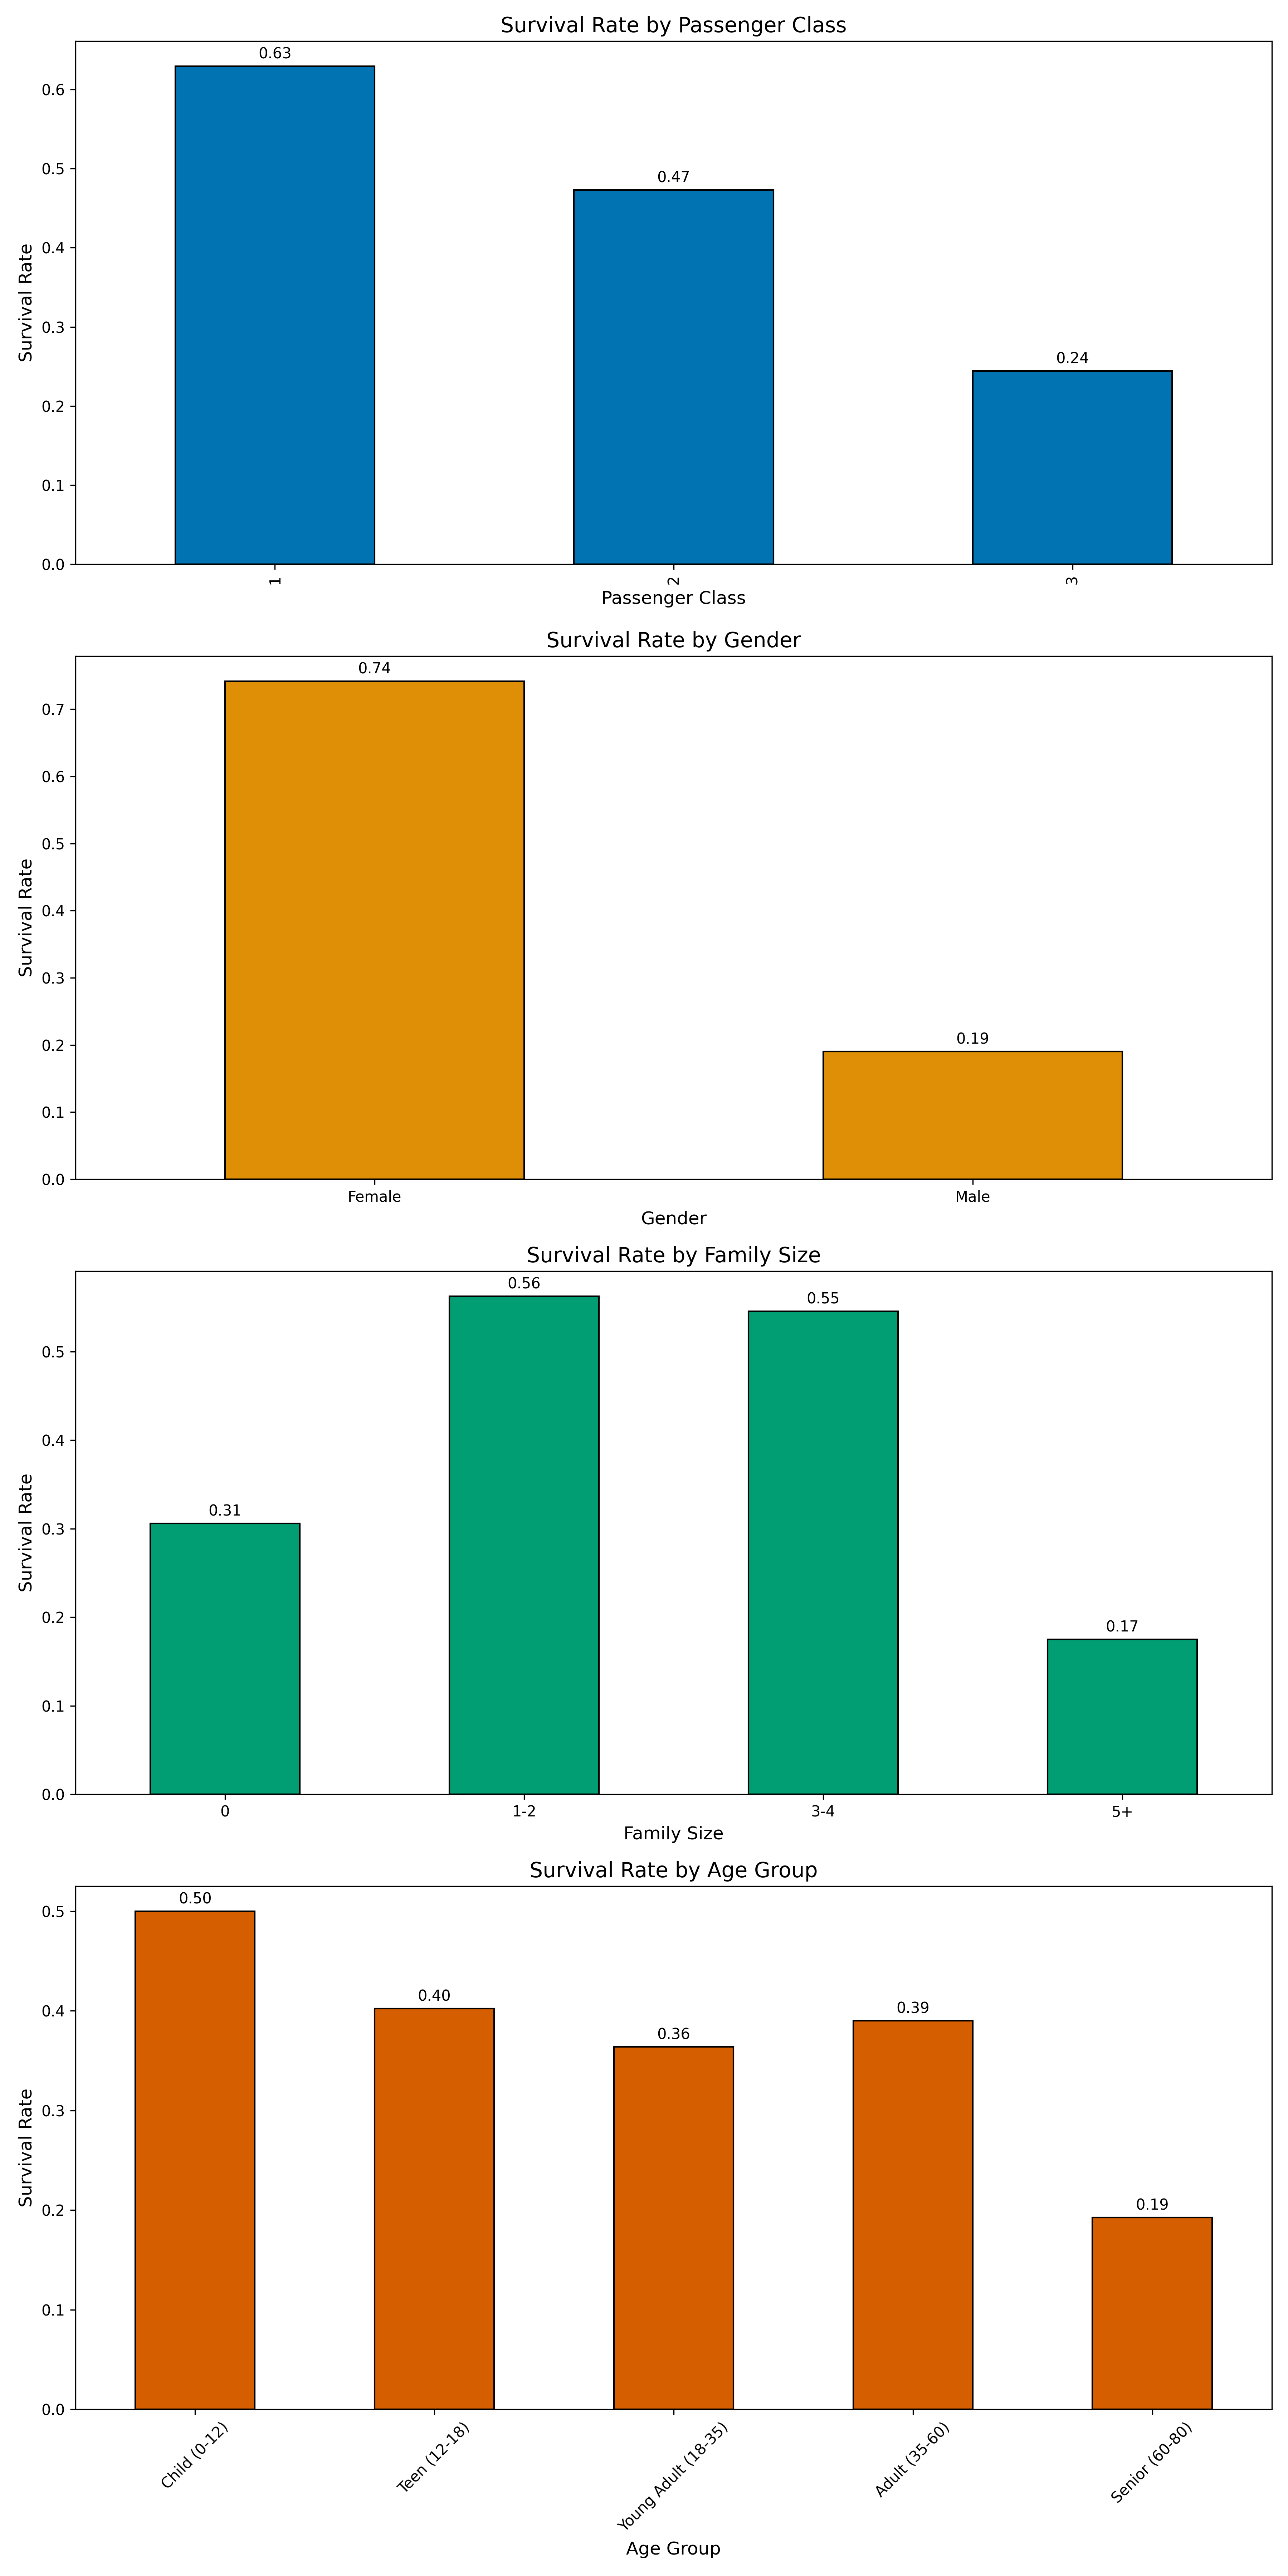 Survival Rate by Passenger Class
0.63
0.47
0.24
0.6
0.5
0.4
0.3
0.2
0.1
0.0
Survival Rate
1
2
3
Passenger Class
Survival Rate by Gender
0.74
0.19
0.7
0.6
0.5
0.4
0.3
0.2
0.1
0.0
Survival Rate
Female
Male
Gender
Survival Rate by Family Size
0.31
0.56
0.55
0.17
0.5
0.4
0.3
0.2
0.1
0.0
Survival Rate
0
1-2
3-4
5+
Family Size
Survival Rate by Age Group
0.50
0.40
0.36
0.39
0.19
0.5
0.4
0.3
0.2
0.1
0.0
Survival Rate
Child (0-12)
Teen (12-18)
Young Adult (18-35)
Adult (35-60)
Senior (60-80)
Age Group